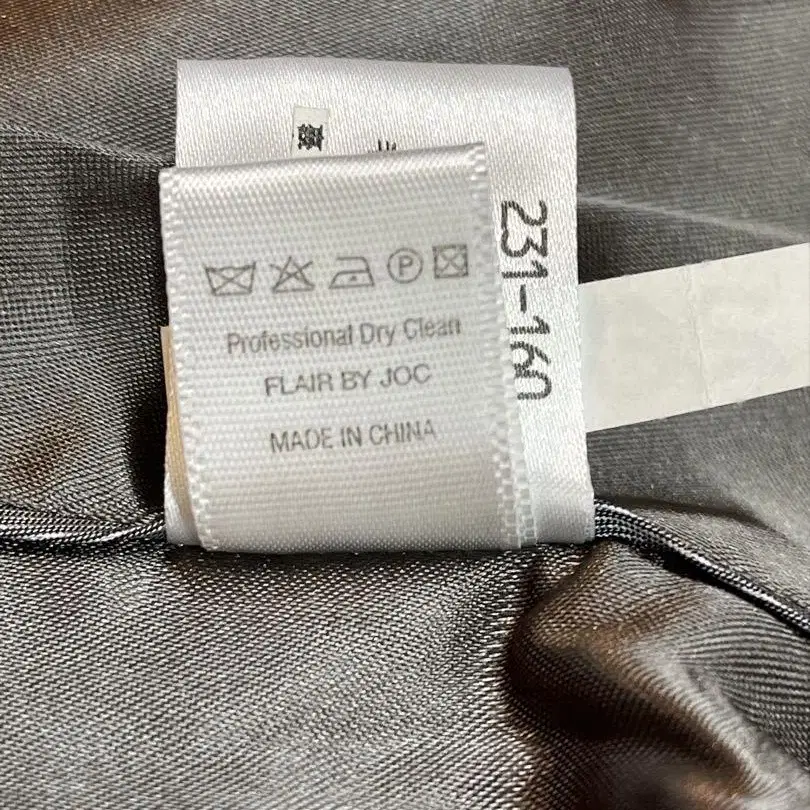 P
Professional Dry Clean
FLAIR BY JOC
MADE IN CHINA
231-160